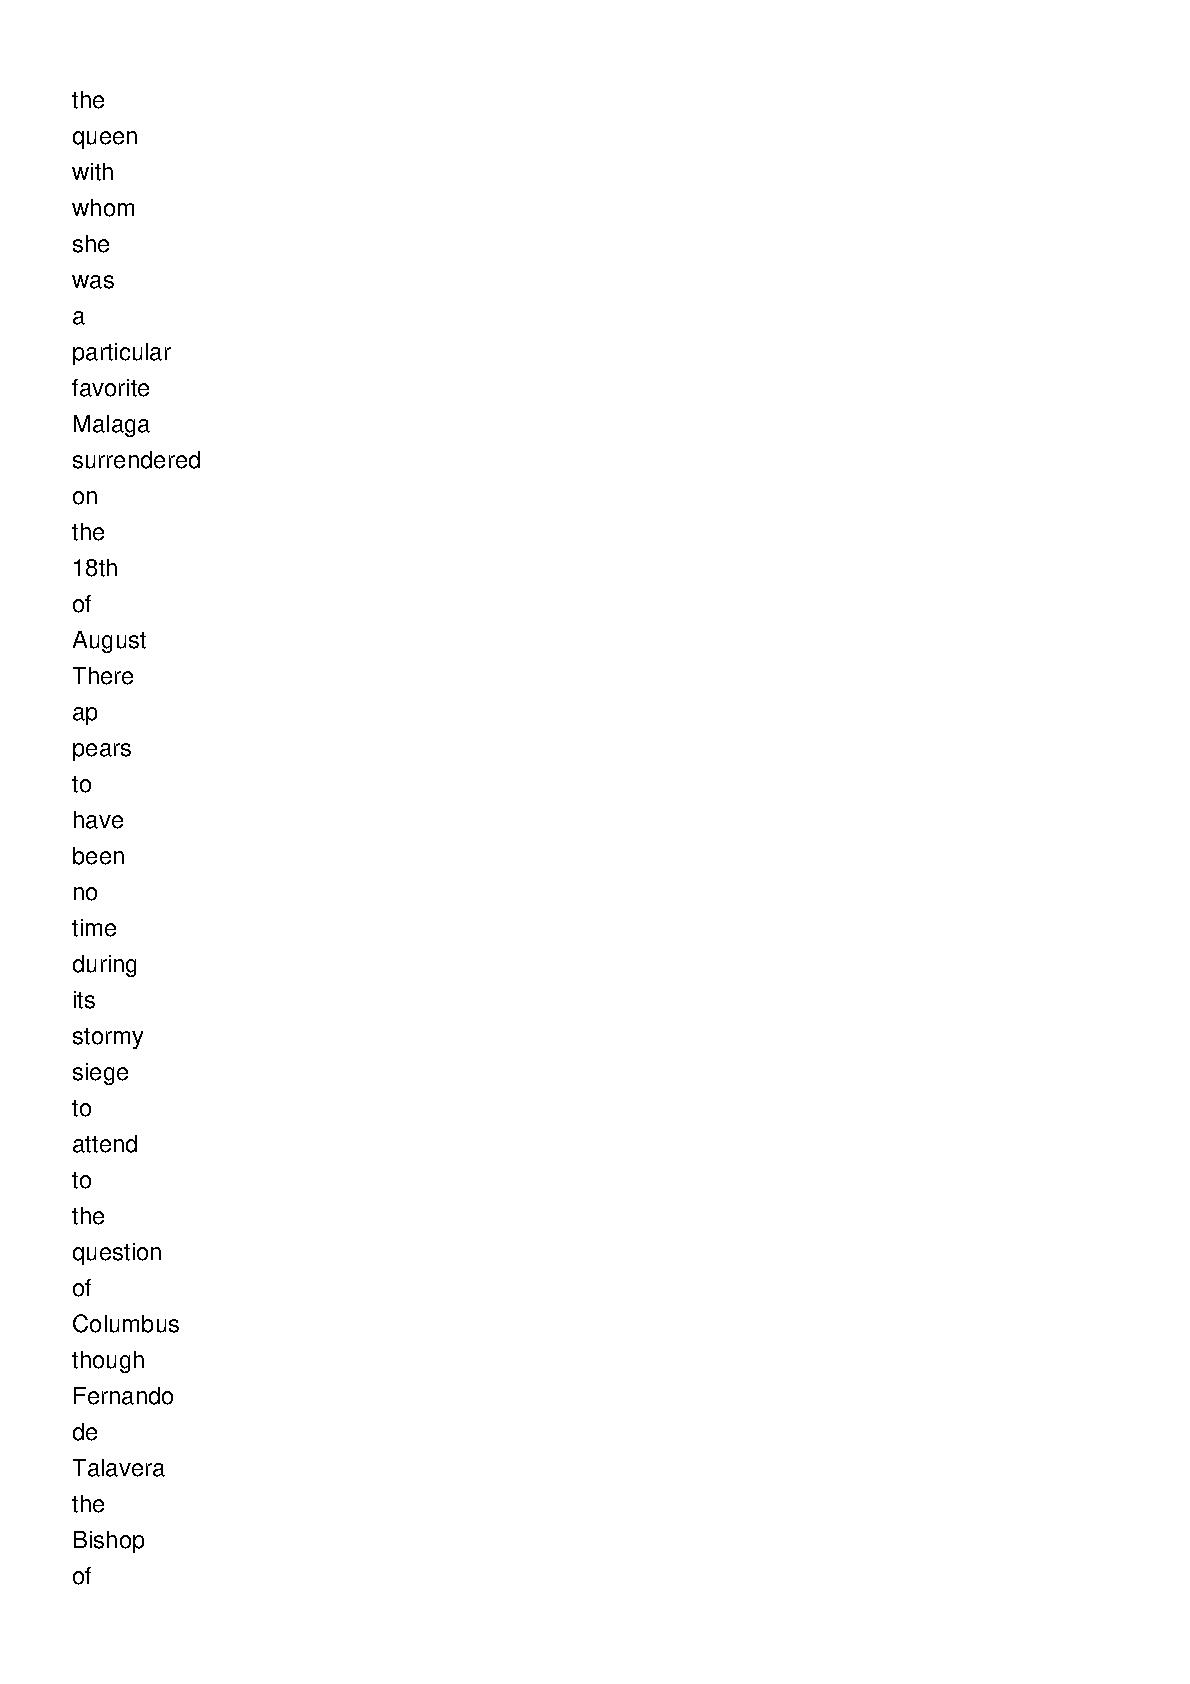 the
queen
with
whom
she
was
a
particular
favorite
Malaga
surrendered
on
the
18th
of
August
There
ap
pears
to
have
been
no
time
during
its
stormy
siege
to
attend
to
the
question
of
Columbus
though
Fernando
de
Talavera
the
Bishop
of